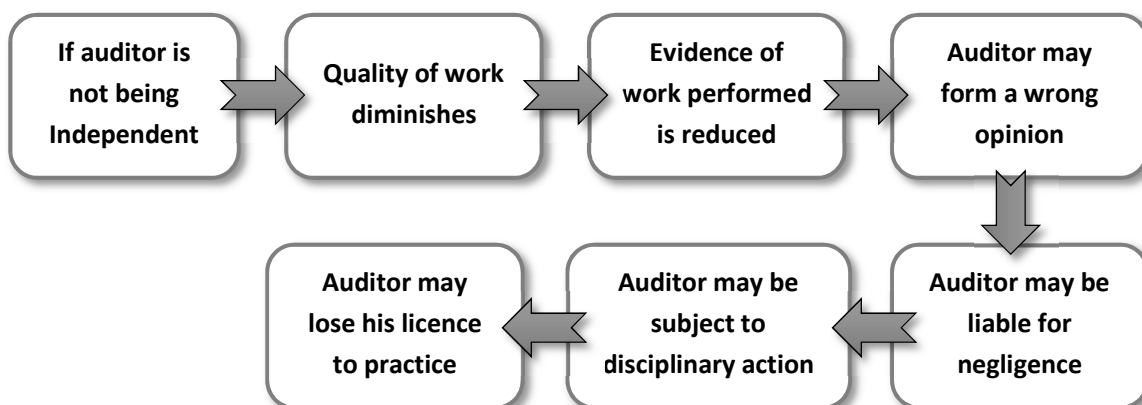 If auditor is
not being
Independent
Quality of work
diminishes
Evidence of
work performed
is reduced
Auditor may
form a wrong
opinion
Auditor may be
liable for
negligence
Auditor may be
subject to
disciplinary action
Auditor may
lose his licence
to practice